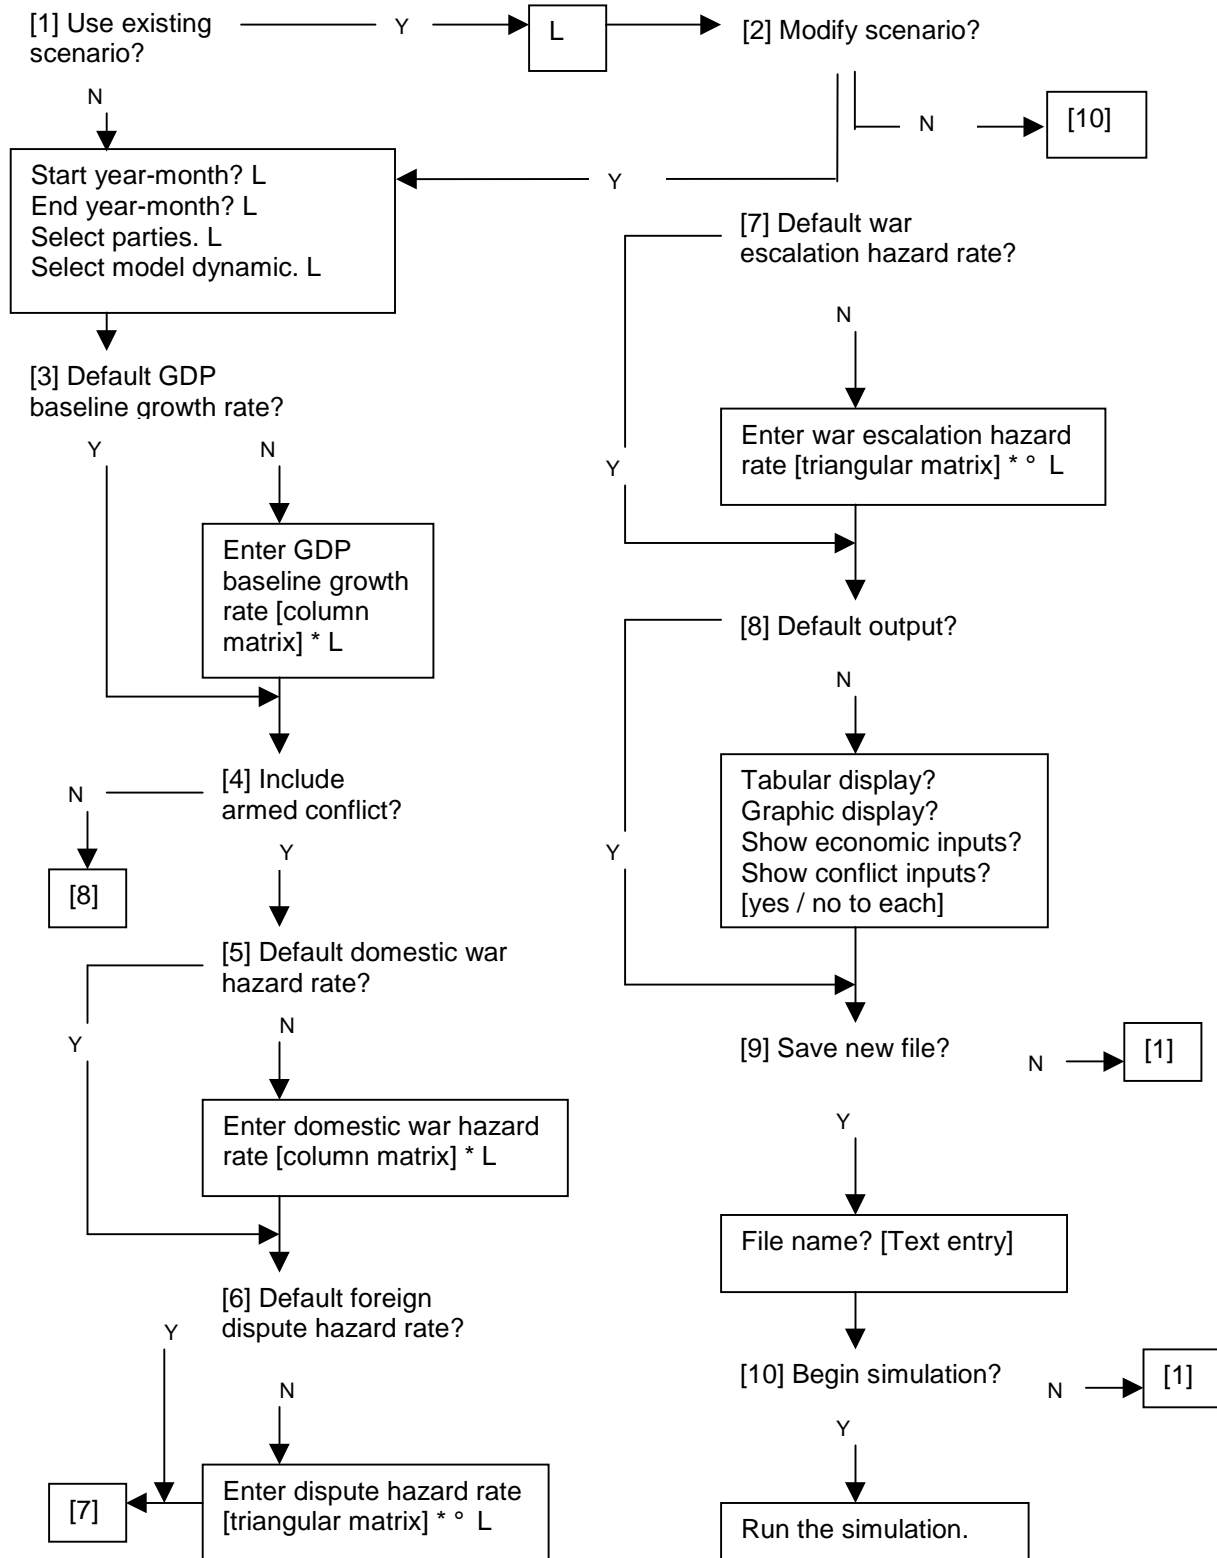 [1] Use existing
scenario?
Y
L
[2] Modify scenario?
N
N
[10]
Start year-month? L
End year-month? L
Select parties. L
Select model dynamic. L
Y
[3] Default GDP
baseline growth rate?
Y
N
Enter GDP
baseline growth
rate [column
matrix] * L
[4] Include
armed conflict?
N
[8]
Y
[5] Default domestic war
hazard rate?
Y
N
Enter domestic war hazard
rate [column matrix] * L
[6] Default foreign
dispute hazard rate?
Y
N
[7]
Enter dispute hazard rate
[triangular matrix] * ° L
[7] Default war
escalation hazard rate?
N
Y
Enter war escalation hazard
rate [triangular matrix] * ° L
[8] Default output?
N
Y
Tabular display?
Graphic display?
Show economic inputs?
Show conflict inputs?
[yes / no to each]
[9] Save new file?
N
[1]
Y
File name? [Text entry]
[10] Begin simulation?
N
[1]
Y
Run the simulation.